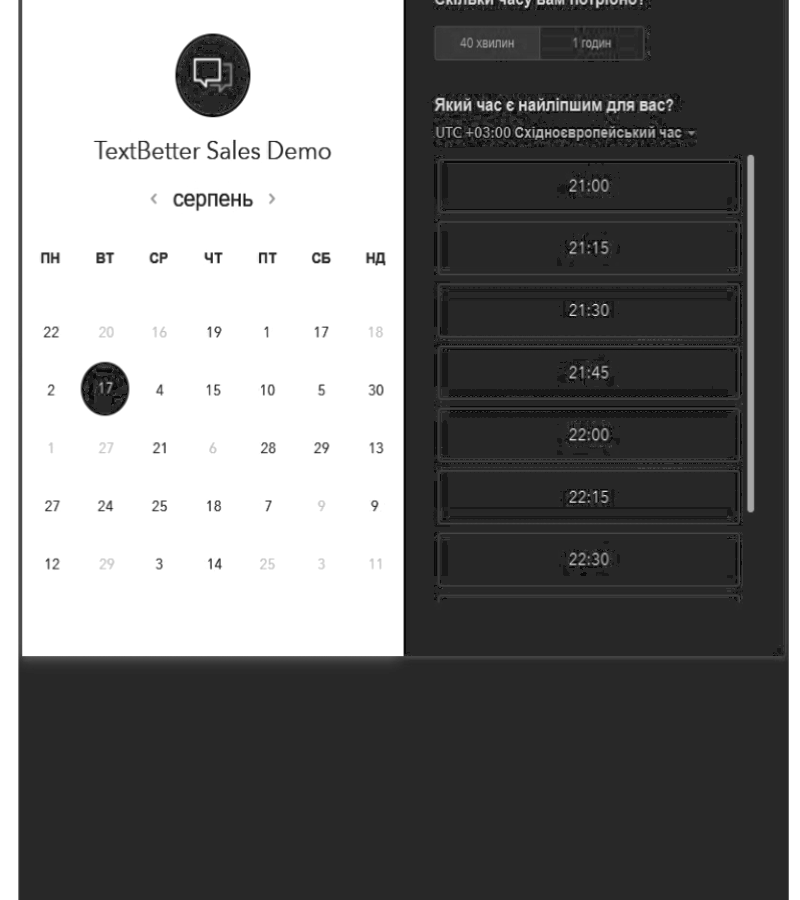 TextBetter Sales Demo
‹ серпень ›
ПН ВТ СР ЧТ ПТ СБ НД
22 20 16 19 1 17 18
2 17 4 15 10 5 30
1 27 21 6 28 29 13
27 24 25 18 7 9 9
12 29 3 14 25 3 11
Скільки часу вам потрібно?
40 хвилин 1 годин
Який час є найліпшим для вас?
UTC +03:00 Східноєвропейський час
21:00
21:15
21:30
21:45
22:00
22:15
22:30